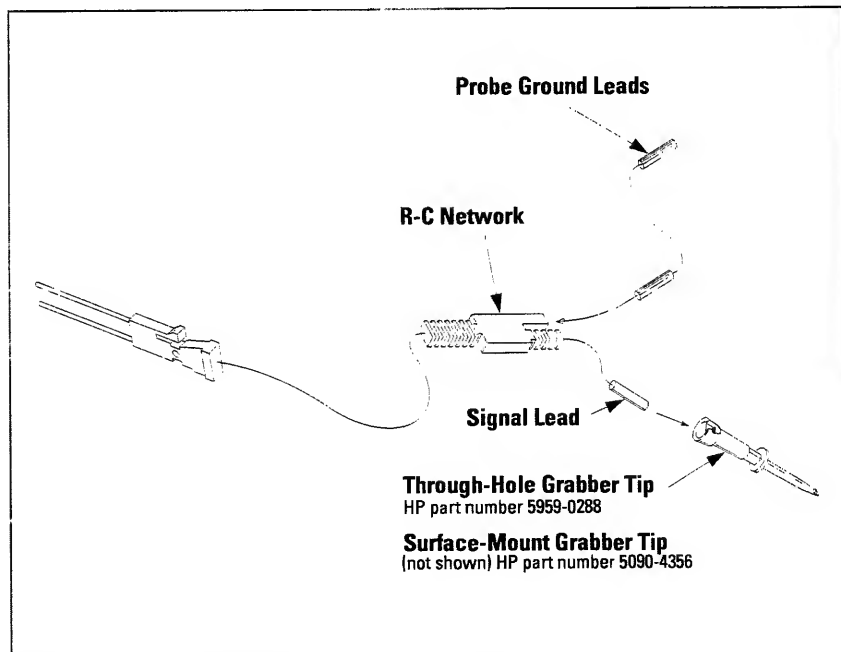 Probe Ground Leads
R-C Network
Signal Lead
Through-Hole Grabber Tip
HP part number 5959-0288
Surface-Mount Grabber Tip
(not shown) HP part number 5090-4356